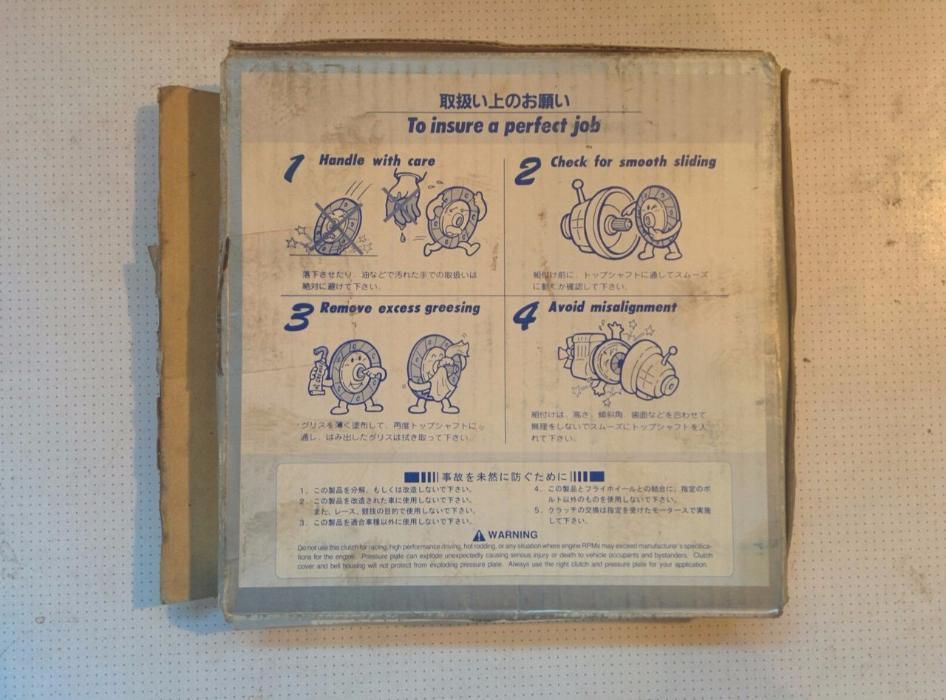 取扱い上のお願い
To insure a perfect job
1 Handle with care
落下させたり、油などで汚れた手での取扱いは
絶対に避けて下さい。
2 Check for smooth sliding
組付け前に、トップシャフトに通してスムーズ
に動くか確認して下さい。
3 Remove excess greesing
グリスを薄く塗布して、再度トップシャフトに
通し、はみ出したグリスは拭き取って下さい。
4 Avoid misalignment
組付けは、高さ、傾斜角、歯面などを合わせて
無理をしないでスムーズにトップシャフトを入
れて下さい。
事故を未然に防ぐために
1. この製品を分解、もしくは改造しないで下さい。
2. この製品を改造された車に使用しないで下さい。
また、レース、競技の目的で使用しないで下さい。
3. この製品を適合車種以外に使用しないで下さい。
4. この製品とフライホイールとの結合に、指定のボ
ルト以外のものを使用しないで下さい。
5. クラッチの交換は指定を受けたモータースで実施
して下さい。
WARNING
Do not use this clutch for racing, high performance driving, hot rodding, or any situation where engine RPMs may exceed manufacturer's specifica-
tions for the engine. Pressure plate can explode unexpectedly causing serious injury or death to vehicle occupants and bystanders. Clutch
cover and bell housing will not protect from exploding pressure plate. Always use the right clutch and pressure plate for your application.